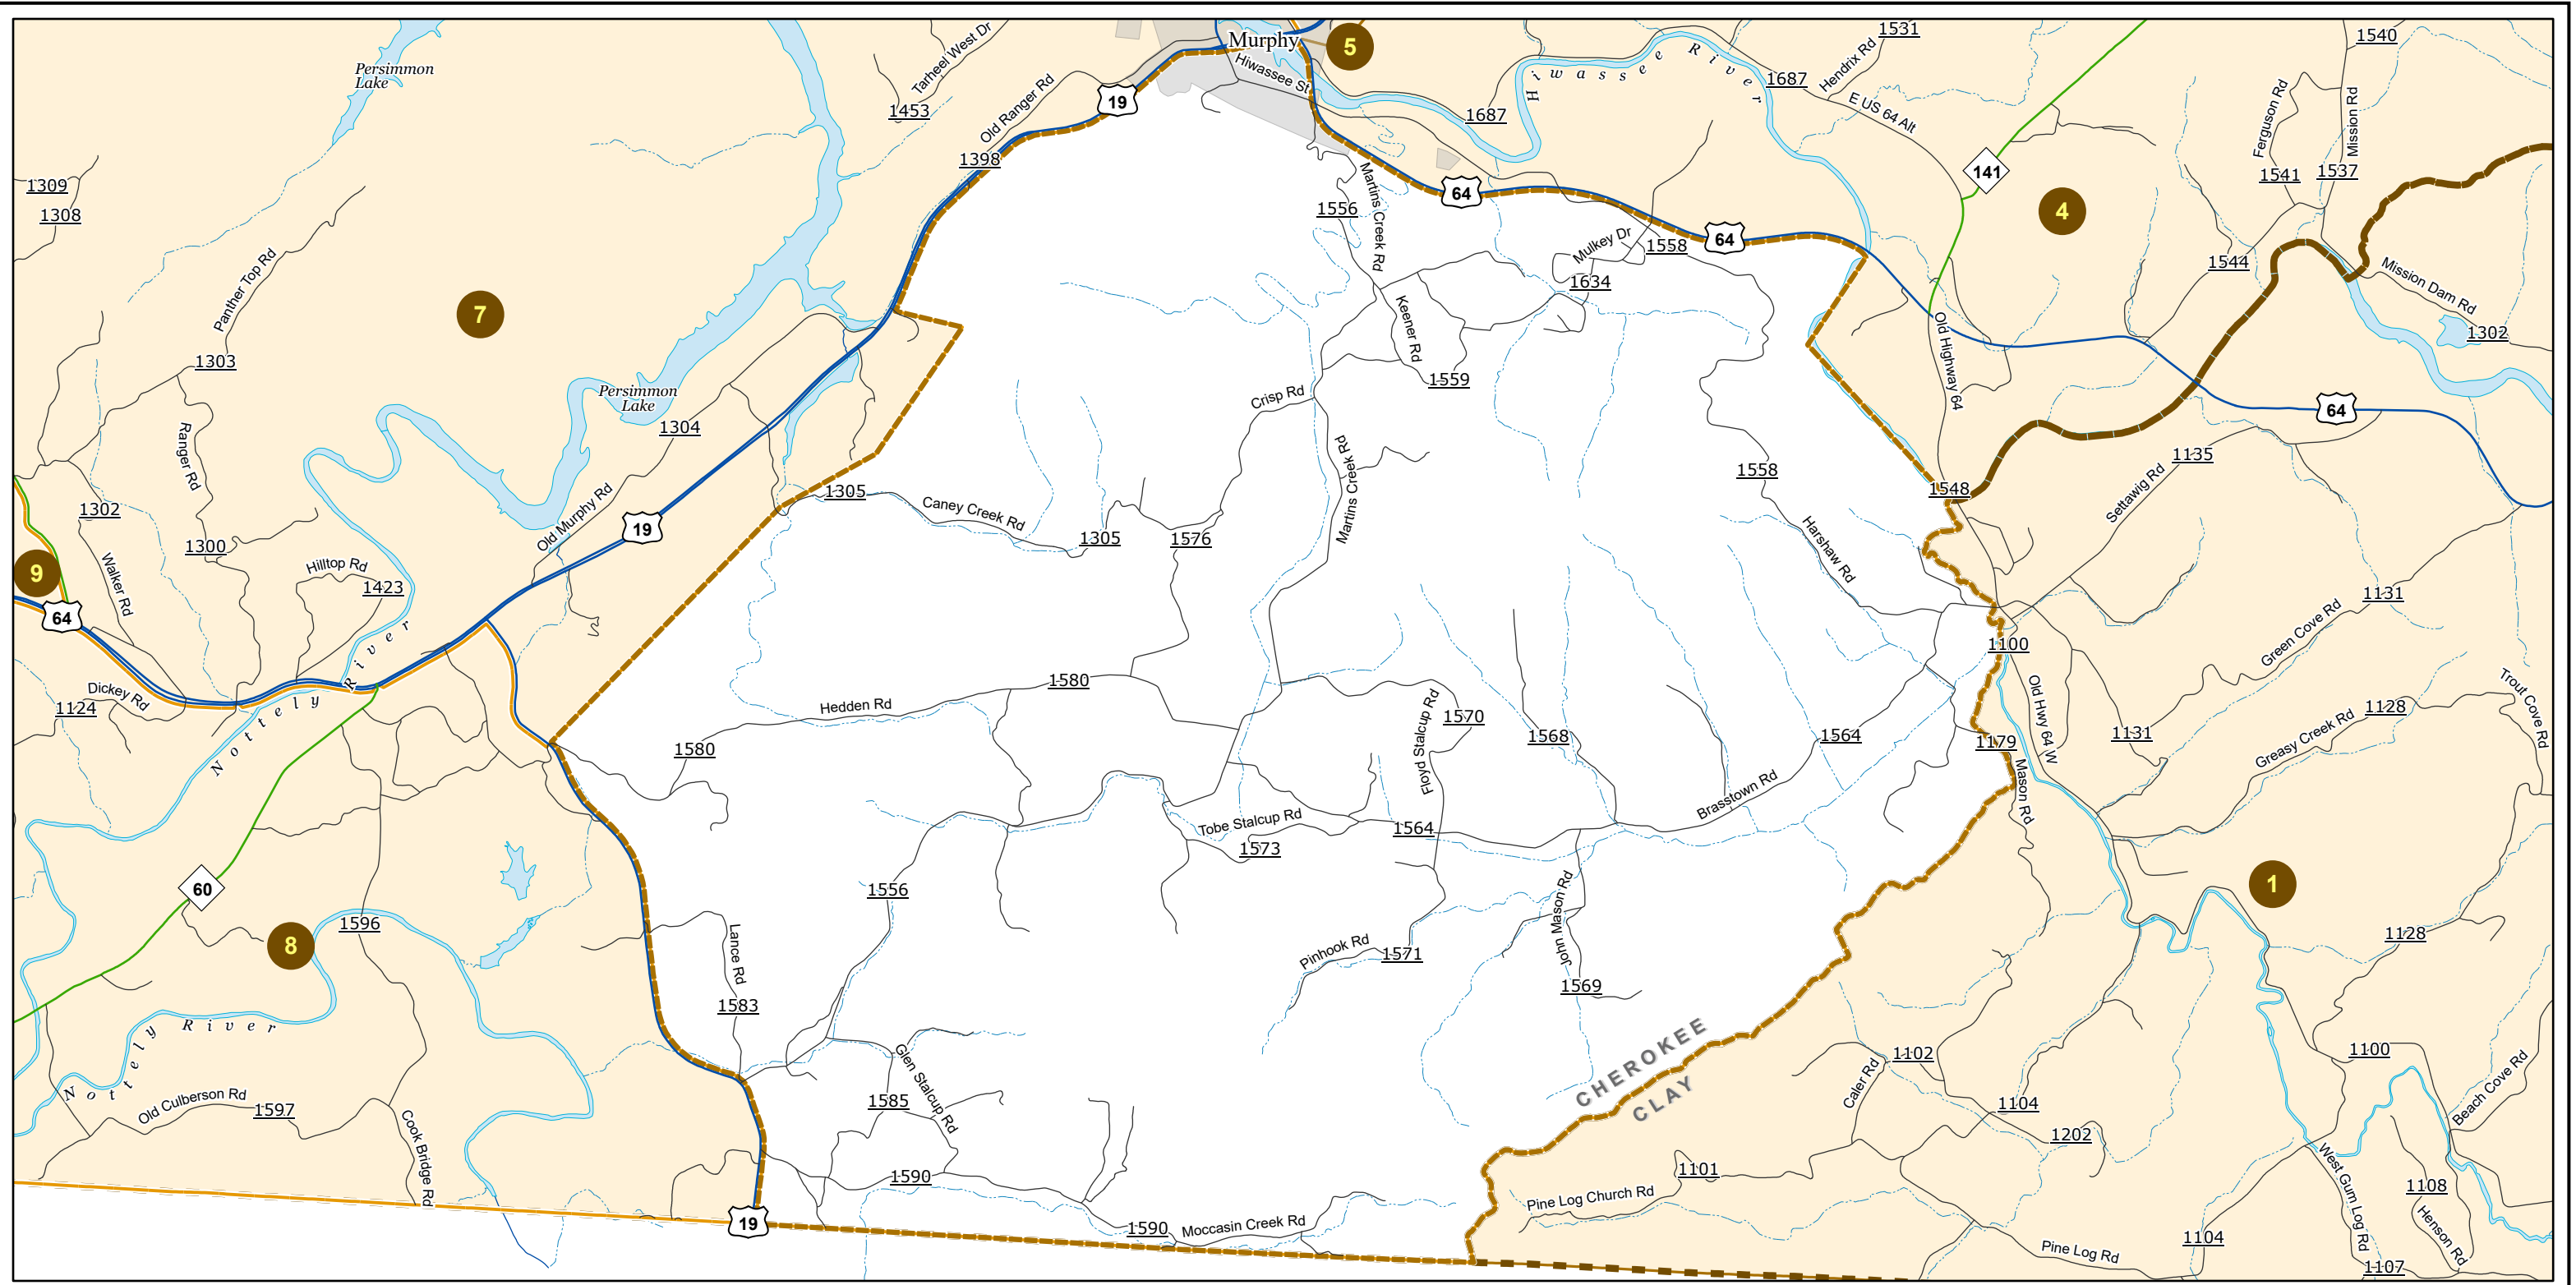 Murphy
5
Hiwassee St
Tarheel West Dr
1453
Old Ranger Rd
19
1398
Persimmon
Lake
1309
1308
Panther Top Rd
7
1303
Ranger Rd
Persimmon
Lake
1304
Old Murphy Rd
19
1302
1300
Walker Rd
Hilltop Rd
1423
9
64
Dickey Rd
1124
Nottely River
60
8
1596
Nottely River
Old Culberson Rd
1597
Cook Bridge Rd
Hiwassee River
1687
1687
Hendrix Rd
1531
E US 64 Alt
141
4
1540
Ferguson Rd
Mission Rd
1541
1537
1544
Mission Dam Rd
1302
Old Highway 64
64
1135
Settawig Rd
1548
64
64
Martins Creek Rd
1556
Mulkey Dr
1558
1634
Keener Rd
1559
Crisp Rd
Martins Creek Rd
1558
Harshaw Rd
1305
Caney Creek Rd
1305
1576
1580
Hedden Rd
1580
Floyd Stalcup Rd
1570
1568
1564
Brasstown Rd
Tobe Stalcup Rd
1573
1564
1556
Lance Rd
1583
Pinhook Rd
1571
John Mason Rd
1569
Glen Stalcup Rd
1585
1590
19
1590
Moccasin Creek Rd
CHEROKEE
CLAY
1100
Old Hwy 64 W
1179
Mason Rd
1131
Green Cove Rd
1131
1128
Greasy Creek Rd
Trout Cove Rd
1
1128
1100
Beach Cove Rd
1102
Caler Rd
1104
1202
1101
Pine Log Church Rd
West Gum Log Rd
1108
Henson Rd
1104
Pine Log Rd
1107